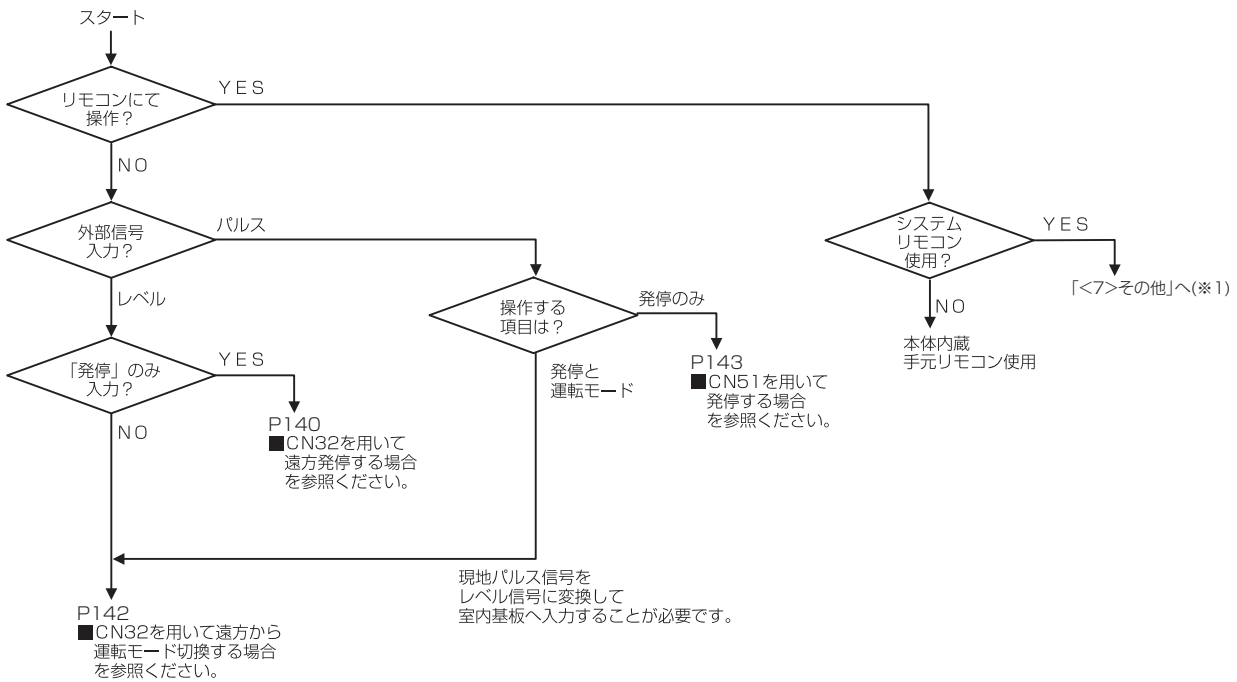 スタート
リモコンにて
操作？
YES
NO
外部信号
入力？
パルス
レベル
「発停」のみ
入力？
YES
NO
P140
■CN32を用いて
遠方発停する場合
を参照ください。
操作する
項目は？
発停のみ
発停と
運転モード
P143
■CN51を用いて
発停する場合
を参照ください。
システム
リモコン
使用？
YES
NO
「<7>その他」へ(※1)
本体内蔵
手元リモコン使用
現地パルス信号を
レベル信号に変換して
室内基板へ入力することが必要です。
P142
■CN32を用いて遠方から
運転モード切換する場合
を参照ください。